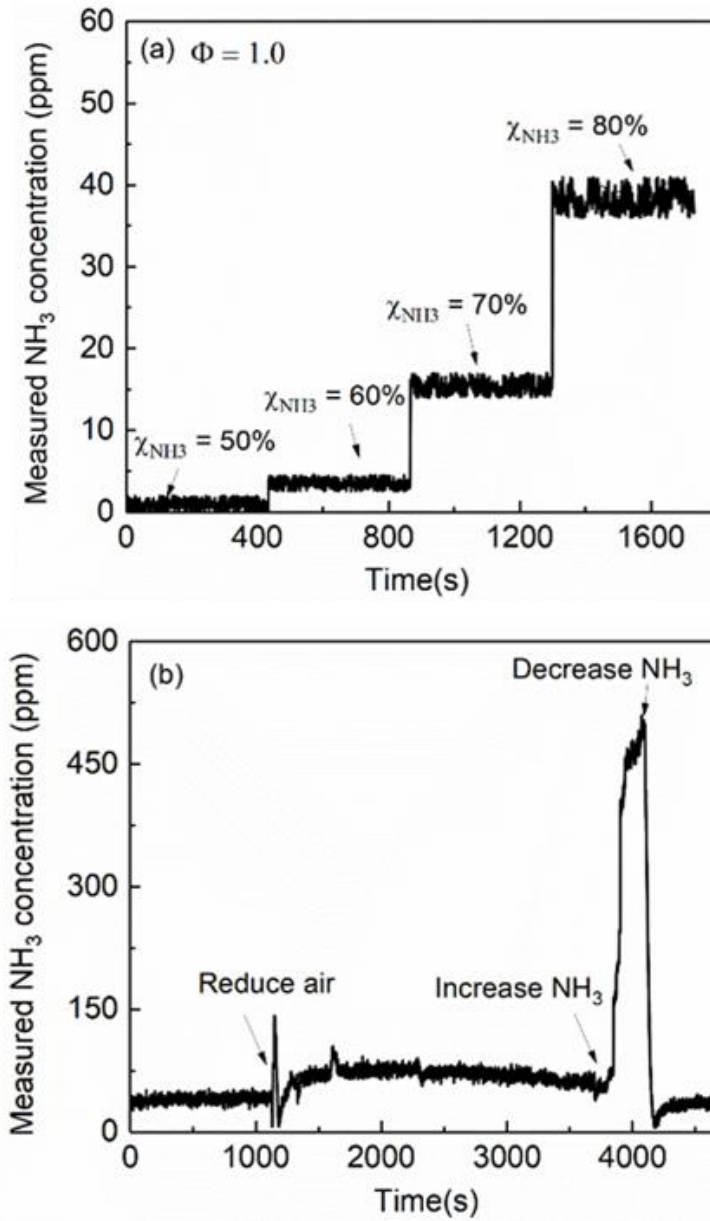 (a) Φ = 1.0
Measured NH₃ concentration (ppm)
60
50
40
30
20
10
0
χNH3 = 80%
χNH3 = 70%
χNH3 = 60%
χNH3 = 50%
0 400 800 1200 1600
Time(s)
(b)
Measured NH₃ concentration (ppm)
600
450
300
150
0
Decrease NH₃
Reduce air
Increase NH₃
0 1000 2000 3000 4000
Time(s)